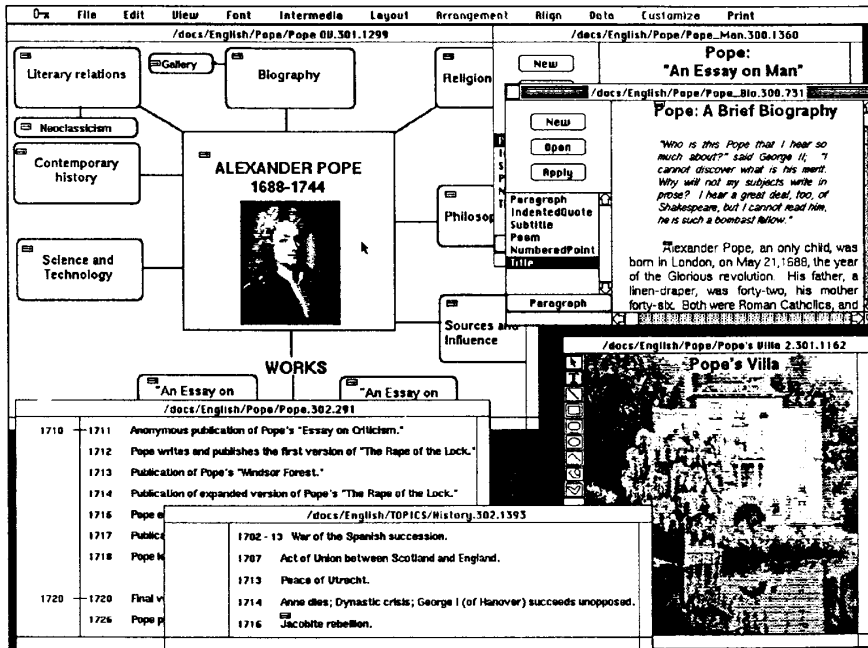 File Edit View Font Intermedia Layout Arrangement Align Data Customize Print
/docs/English/Pope/Pope OV.301.1299
Literary relations
Gallery
Biography
Religion
Neoclassicism
Contemporary
history
ALEXANDER POPE
1688-1744
Philosop
Science and
Technology
Sources and
Influence
WORKS
"An Essay on
"An Essay on
/docs/English/Pope/Pope_Man.300.1360
New
Pope:
"An Essay on Man"
/docs/English/Pope/Pope_Bio.300.731
New
Open
Apply
Paragraph
IndentedQuote
Subtitle
Poem
NumberedPoint
Title
Paragraph
Pope: A Brief Biography
"Who is this Pope that I hear so
much about?" said George II; "I
cannot discover what is his merit.
Why will not my subjects write in
prose? I hear a great deal, too, of
Shakespeare, but I cannot read him,
he is such a bombast fellow."
Alexander Pope, an only child, was
born in London, on May 21,1688, the year
of the Glorious revolution. His father, a
linen-draper, was forty-two, his mother
forty-six. Both were Roman Catholics, and
/docs/English/Pope/Pope's Villa 2.301.1162
Pope's Villa
/docs/English/Pope/Pope.302.291
1710 1711 Anonymous publication of Pope's "Essay on Criticism."
1712 Pope writes and publishes the first version of "The Rape of the Lock."
1713 Publication of Pope's "Windsor Forest."
1714 Publication of expanded version of Pope's "The Rape of the Lock."
1715 Pope
1717 Publica
1718 Pope
1720 1720 Final
1725 Pope
/docs/English/TOPICS/History.302.1393
1702 - 13 War of the Spanish succession.
1707 Act of Union between Scotland and England.
1713 Peace of Utrecht.
1714 Anne dies; Dynastic crisis; George I (of Hanover) succeeds unopposed.
1715 Jacobite rebellion.